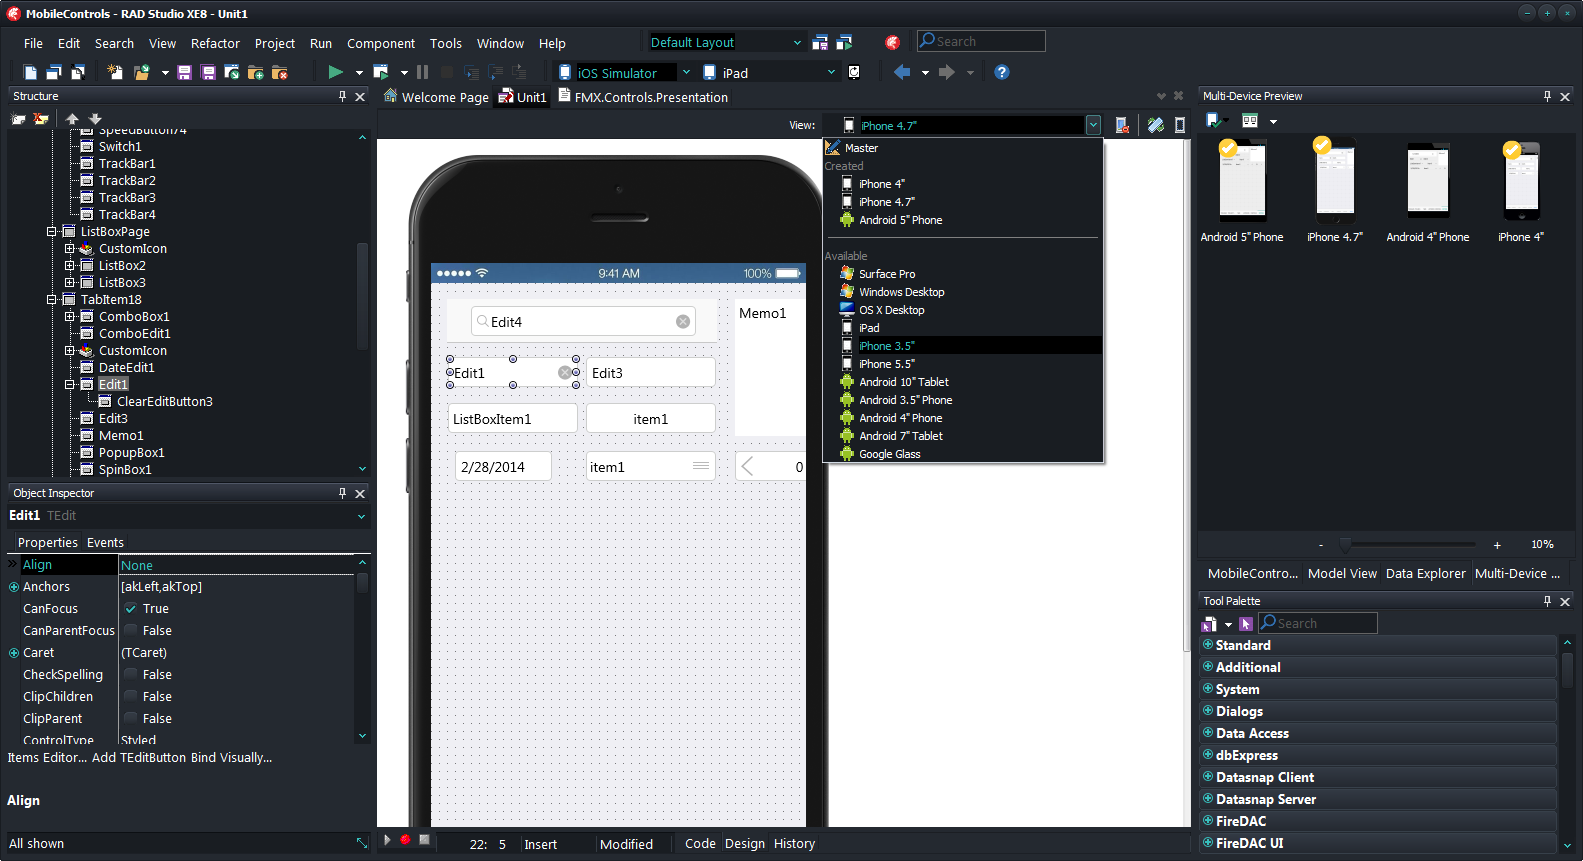 MobileControls - RAD Studio XE8 - Unit1
File Edit Search View Refactor Project Run Component Tools Window Help
Default Layout
Search
iOS Simulator
iPad
Structure
SpeedButton74
Switch1
TrackBar1
TrackBar2
TrackBar3
TrackBar4
ListBoxPage
CustomIcon
ListBox2
ListBox3
TabItem18
ComboBox1
ComboEdit1
CustomIcon
DateEdit1
Edit1
ClearEditButton3
Edit3
Memo1
PopupBox1
SpinBox1
Object Inspector
Edit1 TEdit
Properties Events
Align None
Anchors [akLeft,akTop]
CanFocus True
CanParentFocus False
Caret (TCaret)
CheckSpelling False
ClipChildren False
ClipParent False
ControlType Styled
Items Editor... Add TEditButton Bind Visually...
Align
All shown
Welcome Page Unit1 FMX.Controls.Presentation
View: iPhone 4.7"
Master
Created
iPhone 4"
iPhone 4.7"
Android 5" Phone
Available
Surface Pro
Windows Desktop
OS X Desktop
iPad
iPhone 3.5"
iPhone 5.5"
Android 10" Tablet
Android 3.5" Phone
Android 4" Phone
Android 7" Tablet
Google Glass
9:41 AM 100%
Edit4
Memo1
Edit1 Edit3
ListBoxItem1 item1
2/28/2014 item1 0
22: 5 Insert Modified Code Design History
Multi-Device Preview
Android 5" Phone iPhone 4.7" Android 4" Phone iPhone 4"
- + 10%
MobileContro... Model View Data Explorer Multi-Device ...
Tool Palette
Search
Standard
Additional
System
Dialogs
Data Access
dbExpress
Datasnap Client
Datasnap Server
FireDAC
FireDAC UI